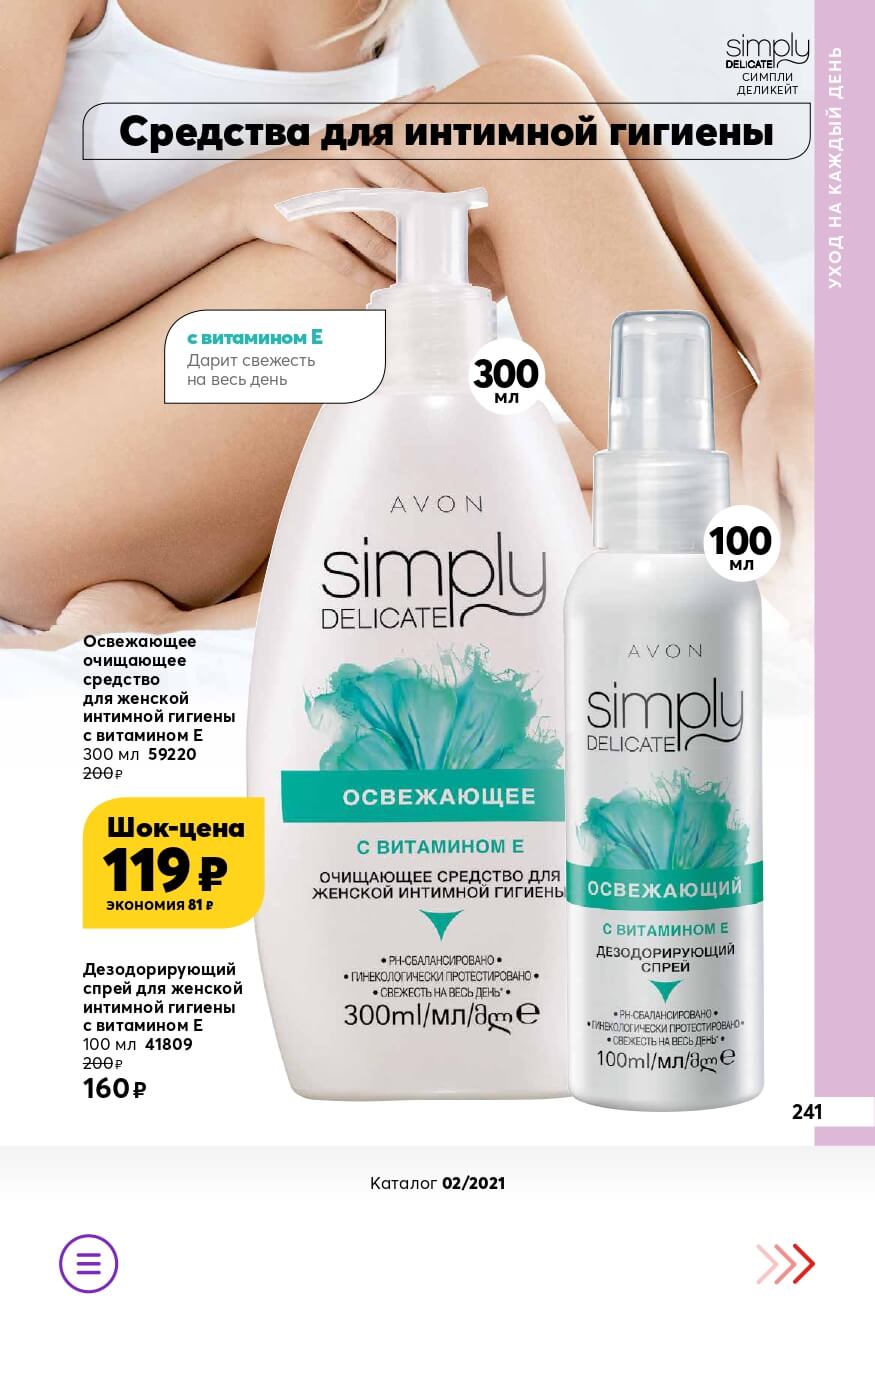 simply
DELICATE
СИМПЛИ
ДЕЛИКЕЙТ
УХОД НА КАЖДЫЙ ДЕНЬ
Средства для интимной гигиены
с витамином Е
Дарит свежесть
на весь день
300
мл
100
мл
AVON
simply
DELICATE
ОСВЕЖАЮЩЕЕ
С ВИТАМИНОМ Е
ОЧИЩАЮЩЕЕ СРЕДСТВО ДЛЯ
ЖЕНСКОЙ ИНТИМНОЙ ГИГИЕНЫ
• PH-СБАЛАНСИРОВАНО •
• ГИНЕКОЛОГИЧЕСКИ ПРОТЕСТИРОВАНО •
• СВЕЖЕСТЬ НА ВЕСЬ ДЕНЬ* •
300ml/мл/მლ℮
AVON
simply
DELICATE
ОСВЕЖАЮЩИЙ
С ВИТАМИНОМ Е
ДЕЗОДОРИРУЮЩИЙ
СПРЕЙ
• PH-СБАЛАНСИРОВАНО •
• ГИНЕКОЛОГИЧЕСКИ ПРОТЕСТИРОВАНО •
• СВЕЖЕСТЬ НА ВЕСЬ ДЕНЬ* •
100ml/мл/მლ℮
Освежающее
очищающее
средство
для женской
интимной гигиены
с витамином Е
300 мл 59220
200 ₽
Шок-цена
119 ₽
экономия 81 ₽
Дезодорирующий
спрей для женской
интимной гигиены
с витамином Е
100 мл 41809
200 ₽
160 ₽
241
Каталог 02/2021